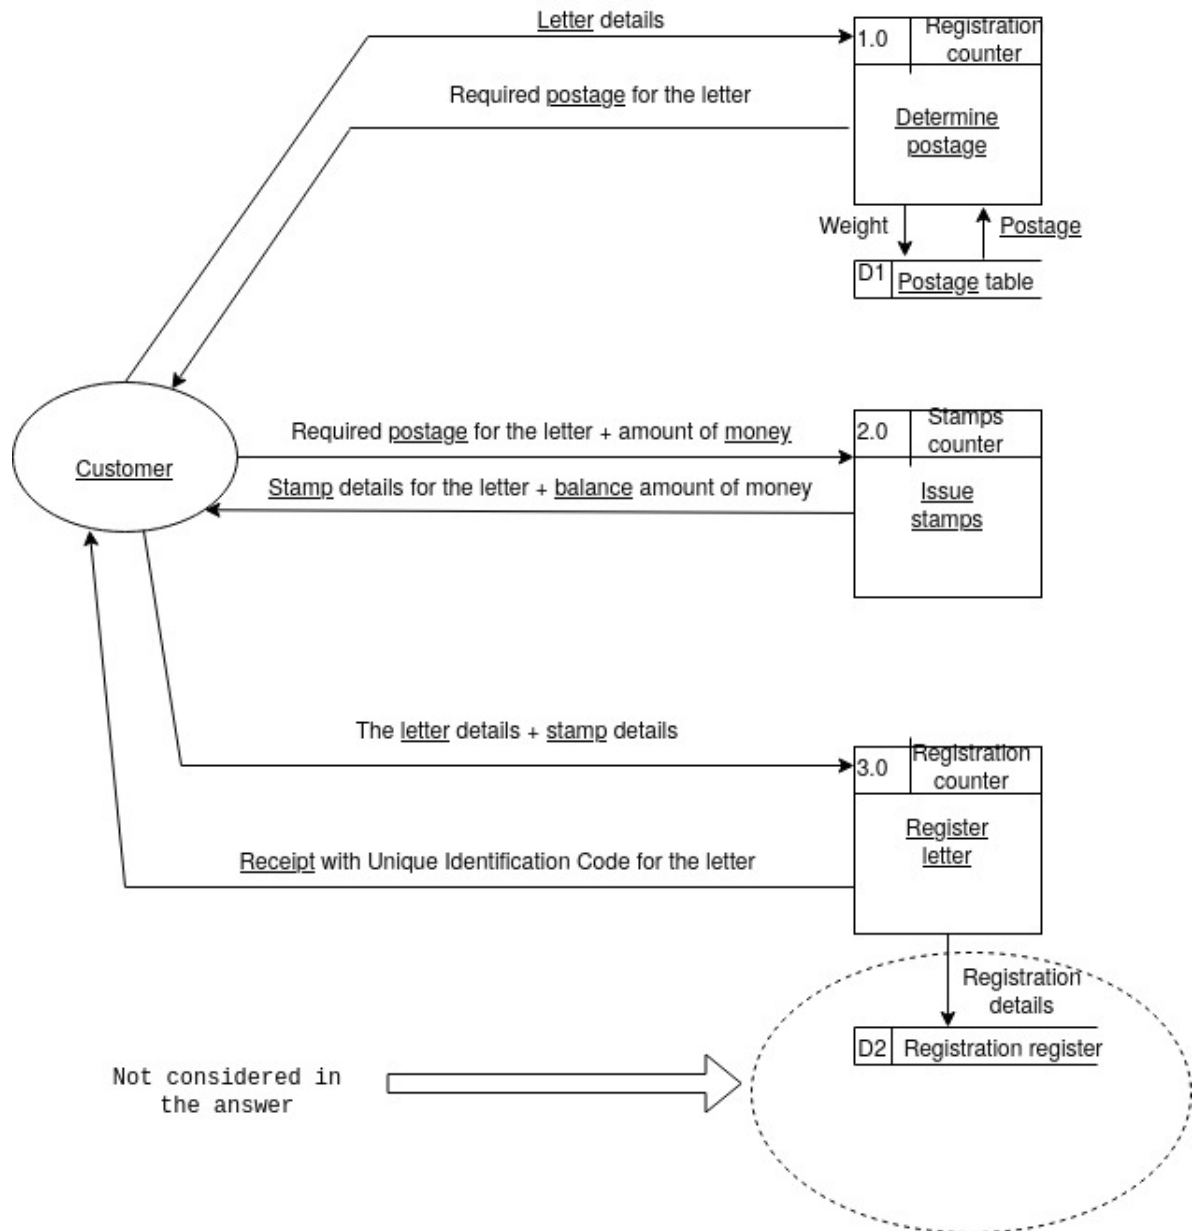 Letter details
1.0
Registration
counter
Required postage for the letter
Determine
postage
Weight
Postage
D1
Postage table
Customer
Required postage for the letter + amount of money
2.0
Stamps
counter
Stamp details for the letter + balance amount of money
Issue
stamps
The letter details + stamp details
3.0
Registration
counter
Register
letter
Receipt with Unique Identification Code for the letter
Registration
details
D2
Registration register
Not considered in
the answer